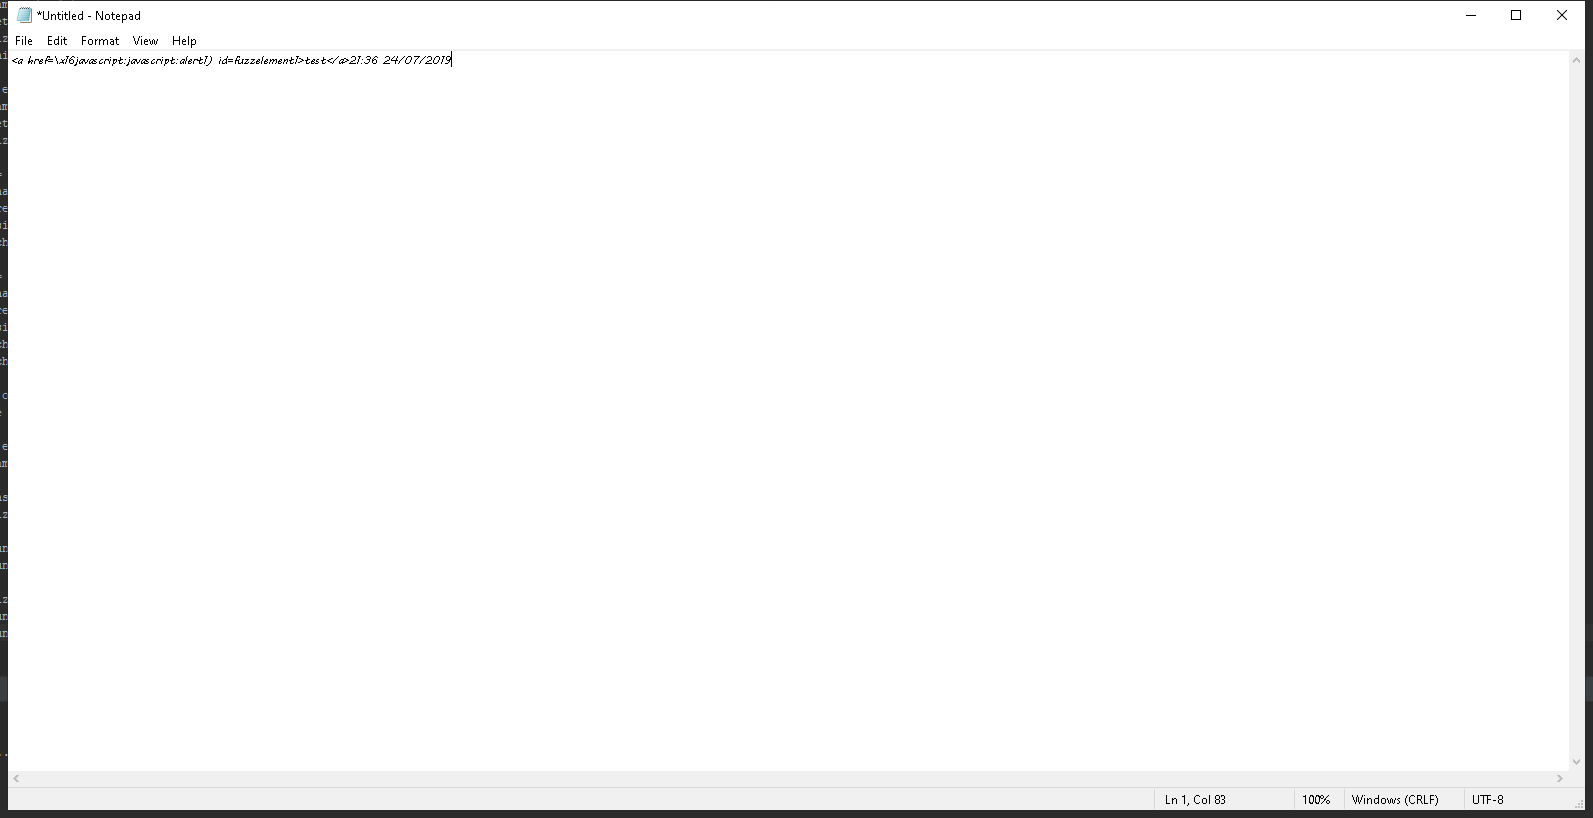 *Untitled - Notepad
File Edit Format View Help
<a href=\x16javascript:javascript:alert1) id=fuzzelement1>test</a>21:36 24/07/2019
Ln 1, Col 83 100% Windows (CRLF) UTF-8